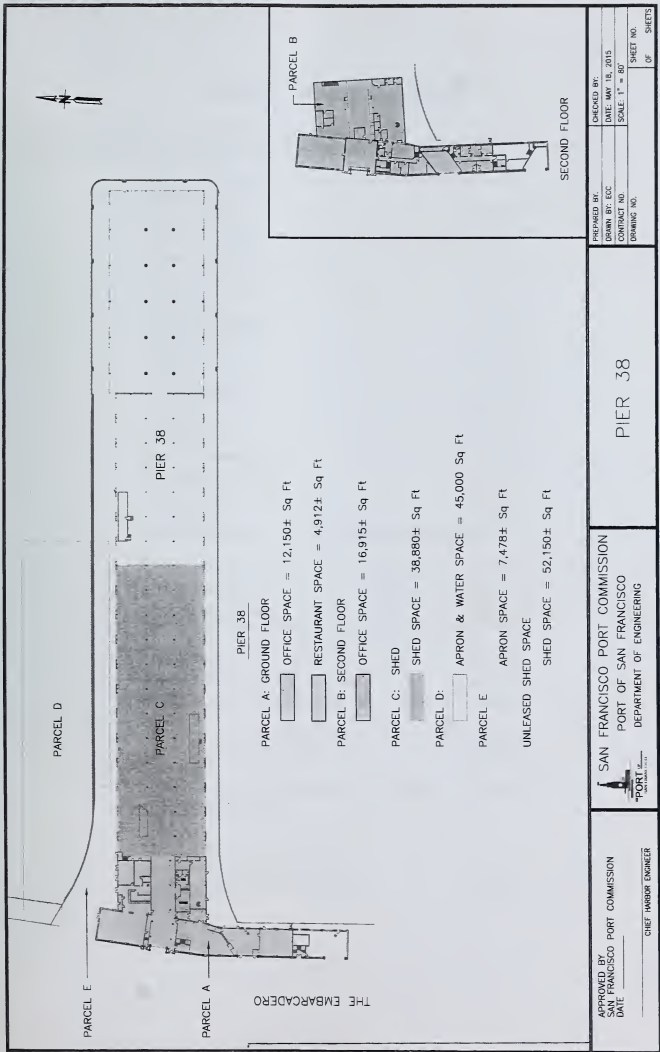 PARCEL D
N
PARCEL E
PARCEL C
PIER 38
PARCEL A
THE EMBARCADERO
PIER 38
PARCEL A: GROUND FLOOR
OFFICE SPACE = 12,150± Sq Ft
RESTAURANT SPACE = 4,912± Sq Ft
PARCEL B: SECOND FLOOR
OFFICE SPACE = 16,915± Sq Ft
PARCEL C: SHED
SHED SPACE = 38,880± Sq Ft
PARCEL D:
APRON & WATER SPACE = 45,000 Sq Ft
PARCEL E
APRON SPACE = 7,478± Sq Ft
UNLEASED SHED SPACE
SHED SPACE = 52,150± Sq Ft
PARCEL B
SECOND FLOOR
APPROVED BY
SAN FRANCISCO PORT COMMISSION
DATE
CHIEF HARBOR ENGINEER
PORT OF
SAN FRANCISCO
SAN FRANCISCO PORT COMMISSION
PORT OF SAN FRANCISCO
DEPARTMENT OF ENGINEERING
PIER 38
PREPARED BY:
DRAWN BY: ECC
CONTRACT NO.
DRAWING NO.
CHECKED BY:
DATE: MAY 18, 2015
SCALE: 1" = 80'
SHEET NO.
OF SHEETS